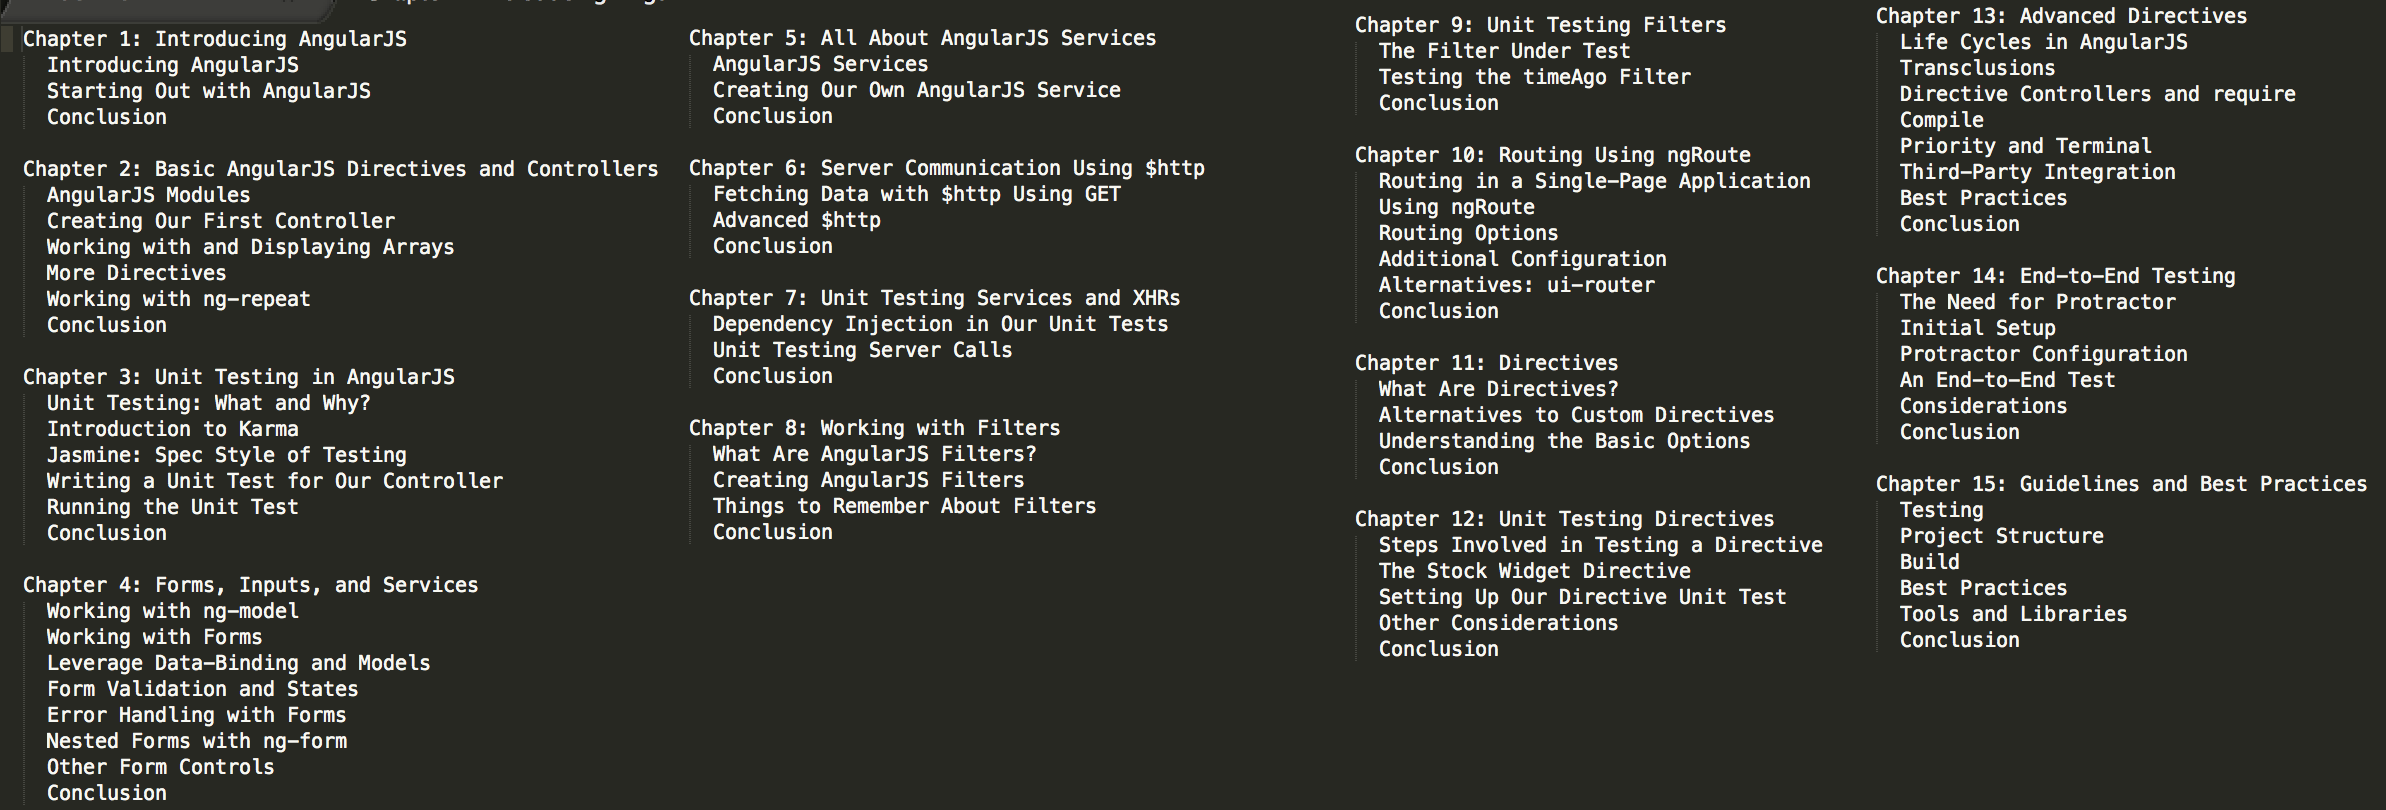 Chapter 1: Introducing AngularJS
Introducing AngularJS
Starting Out with AngularJS
Conclusion
Chapter 2: Basic AngularJS Directives and Controllers
AngularJS Modules
Creating Our First Controller
Working with and Displaying Arrays
More Directives
Working with ng-repeat
Conclusion
Chapter 3: Unit Testing in AngularJS
Unit Testing: What and Why?
Introduction to Karma
Jasmine: Spec Style of Testing
Writing a Unit Test for Our Controller
Running the Unit Test
Conclusion
Chapter 4: Forms, Inputs, and Services
Working with ng-model
Working with Forms
Leverage Data-Binding and Models
Form Validation and States
Error Handling with Forms
Nested Forms with ng-form
Other Form Controls
Conclusion
Chapter 5: All About AngularJS Services
AngularJS Services
Creating Our Own AngularJS Service
Conclusion
Chapter 6: Server Communication Using $http
Fetching Data with $http Using GET
Advanced $http
Conclusion
Chapter 7: Unit Testing Services and XHRs
Dependency Injection in Our Unit Tests
Unit Testing Server Calls
Conclusion
Chapter 8: Working with Filters
What Are AngularJS Filters?
Creating AngularJS Filters
Things to Remember About Filters
Conclusion
Chapter 9: Unit Testing Filters
The Filter Under Test
Testing the timeAgo Filter
Conclusion
Chapter 10: Routing Using ngRoute
Routing in a Single-Page Application
Using ngRoute
Routing Options
Additional Configuration
Alternatives: ui-router
Conclusion
Chapter 11: Directives
What Are Directives?
Alternatives to Custom Directives
Understanding the Basic Options
Conclusion
Chapter 12: Unit Testing Directives
Steps Involved in Testing a Directive
The Stock Widget Directive
Setting Up Our Directive Unit Test
Other Considerations
Conclusion
Chapter 13: Advanced Directives
Life Cycles in AngularJS
Transclusions
Directive Controllers and require
Compile
Priority and Terminal
Third-Party Integration
Best Practices
Conclusion
Chapter 14: End-to-End Testing
The Need for Protractor
Initial Setup
Protractor Configuration
An End-to-End Test
Considerations
Conclusion
Chapter 15: Guidelines and Best Practices
Testing
Project Structure
Build
Best Practices
Tools and Libraries
Conclusion